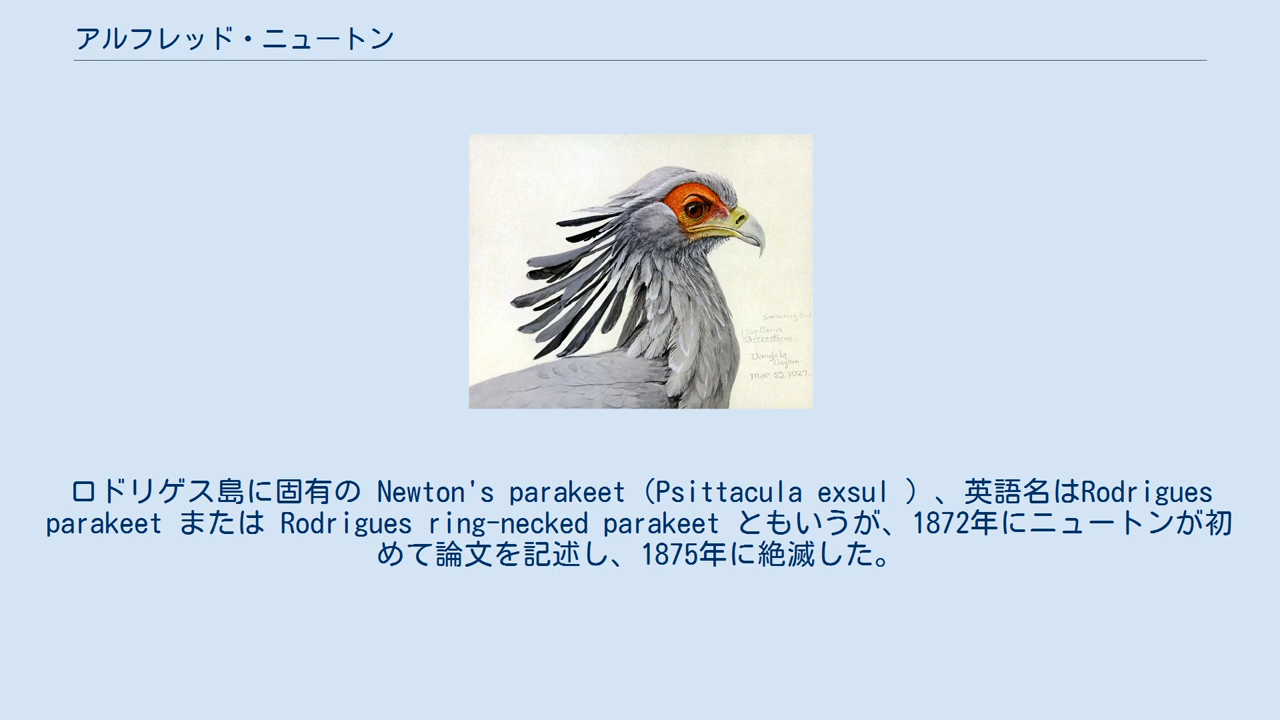 アルフレッド・ニュートン
Mar. 25. 1927.
ロドリゲス島に固有の Newton's parakeet (Psittacula exsul )、英語名はRodrigues
parakeet または Rodrigues ring-necked parakeet ともいうが、1872年にニュートンが初
めて論文を記述し、1875年に絶滅した。